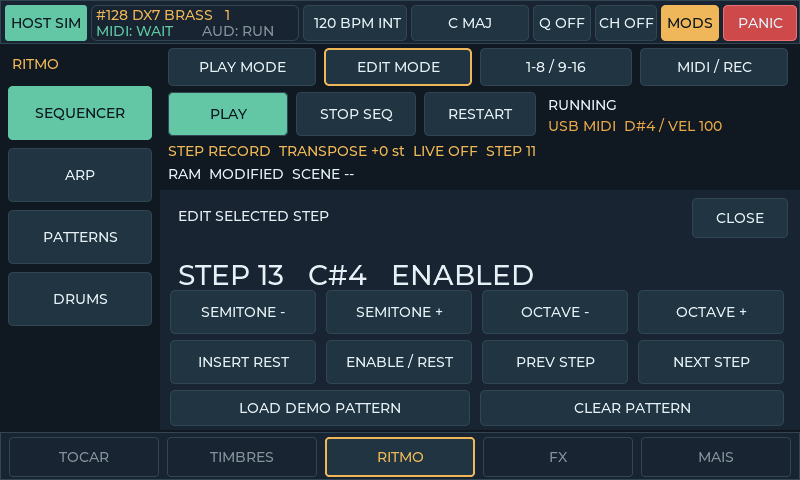 HOST SIM
#128 DX7 BRASS 1
MIDI: WAIT AUD: RUN
120 BPM INT
C MAJ
Q OFF
CH OFF
MODS
PANIC
RITMO
SEQUENCER
ARP
PATTERNS
DRUMS
PLAY MODE
EDIT MODE
1-8 / 9-16
MIDI / REC
PLAY
STOP SEQ
RESTART
RUNNING
USB MIDI D#4 / VEL 100
STEP RECORD TRANSPOSE +0 st LIVE OFF STEP 11
RAM MODIFIED SCENE --
EDIT SELECTED STEP
CLOSE
STEP 13 C#4 ENABLED
SEMITONE -
SEMITONE +
OCTAVE -
OCTAVE +
INSERT REST
ENABLE / REST
PREV STEP
NEXT STEP
LOAD DEMO PATTERN
CLEAR PATTERN
TOCAR
TIMBRES
RITMO
FX
MAIS